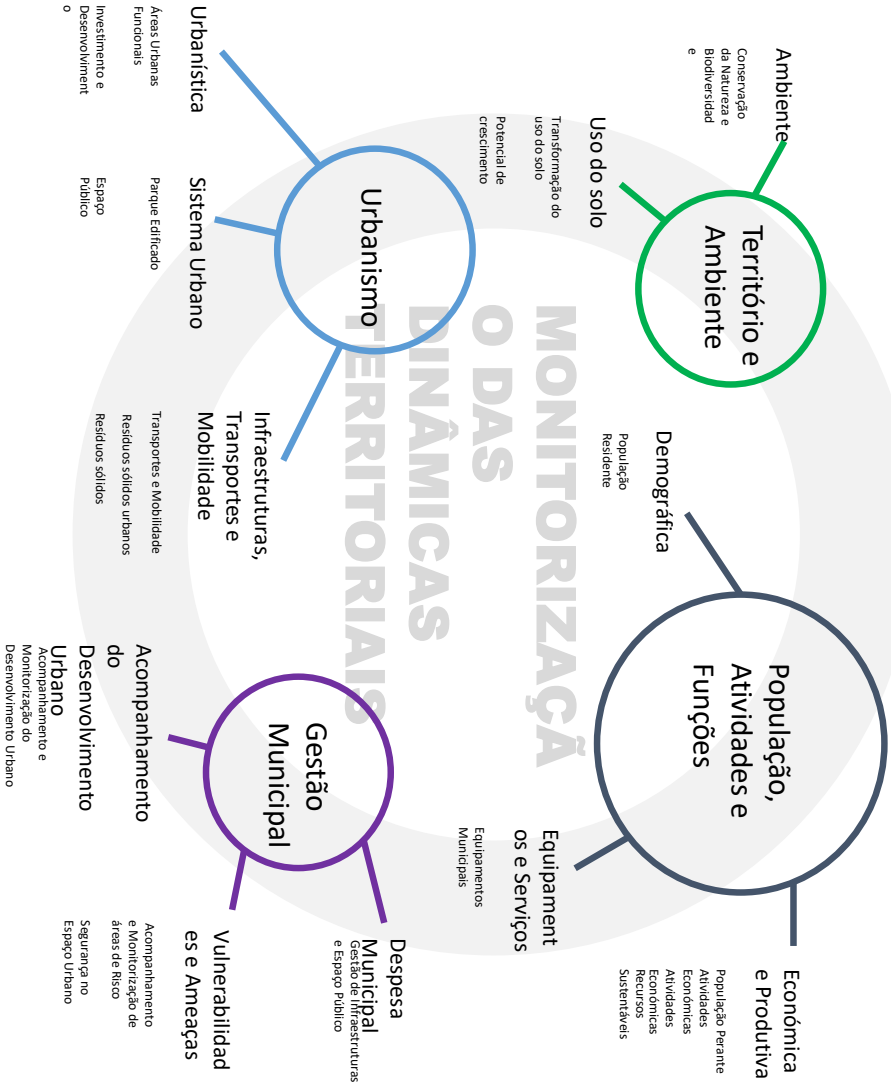 MONITORIZAÇÃ
O DAS
DINÂMICAS
TERRITORIAIS
Território e
Ambiente
Ambiente
Conservação
da Natureza e
Biodiversidad
e
Uso do solo
Transformação do
uso do solo
Potencial de
crescimento
População,
Atividades e
Funções
Demográfica
População
Residente
Económica
e Produtiva
População Perante
Atividades
Económicas
Atividades
Económicas
Recursos
Sustentáveis
Equipament
os e Serviços
Equipamentos
Municipais
Urbanismo
Urbanística
Áreas Urbanas
Funcionais
Investimento e
Desenvolviment
o
Sistema Urbano
Parque Edificado
Espaço
Público
Infraestruturas,
Transportes e
Mobilidade
Transportes e Mobilidade
Resíduos sólidos urbanos
Resíduos sólidos
Gestão
Municipal
Despesa
Municipal
Gestão de Infraestruturas
e Espaço Público
Vulnerabilidad
es e Ameaças
Acompanhamento
e Monitorização de
áreas de Risco
Segurança no
Espaço Urbano
Acompanhamento
do
Desenvolvimento
Urbano
Acompanhamento e
Monitorização do
Desenvolvimento Urbano